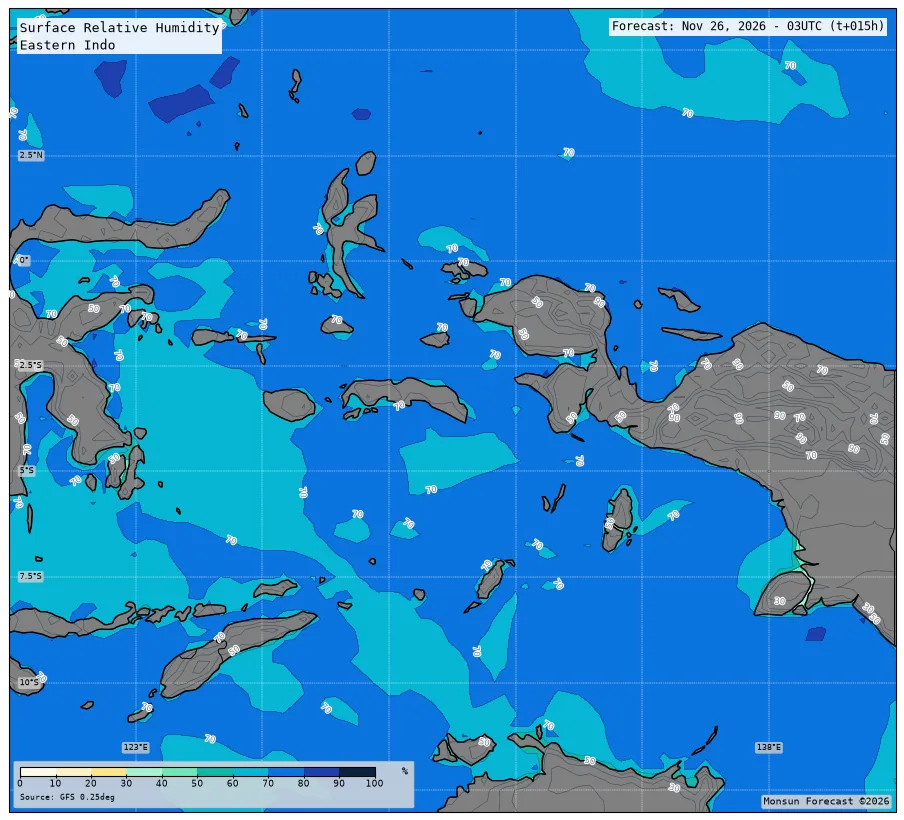 Surface Relative Humidity
Eastern Indo
Forecast: Nov 26, 2026 - 03UTC (t+015h)
2.5°N
0°
2.5°S
5°S
7.5°S
10°S
123°E
138°E
0 10 20 30 40 50 60 70 80 90 100 %
Source: GFS 0.25deg
Monsun Forecast ©2026